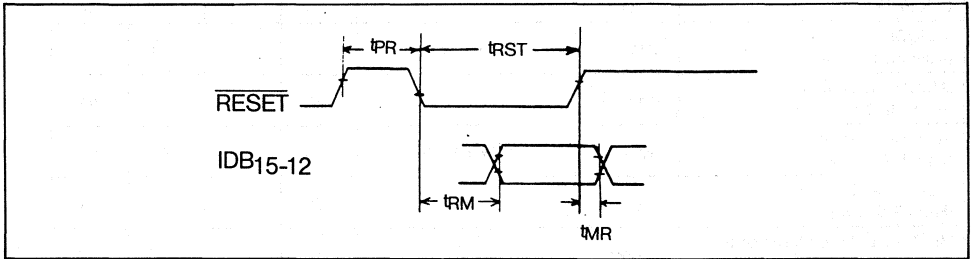 tPR tRST
RESET
IDB15-12
tRM
tMR